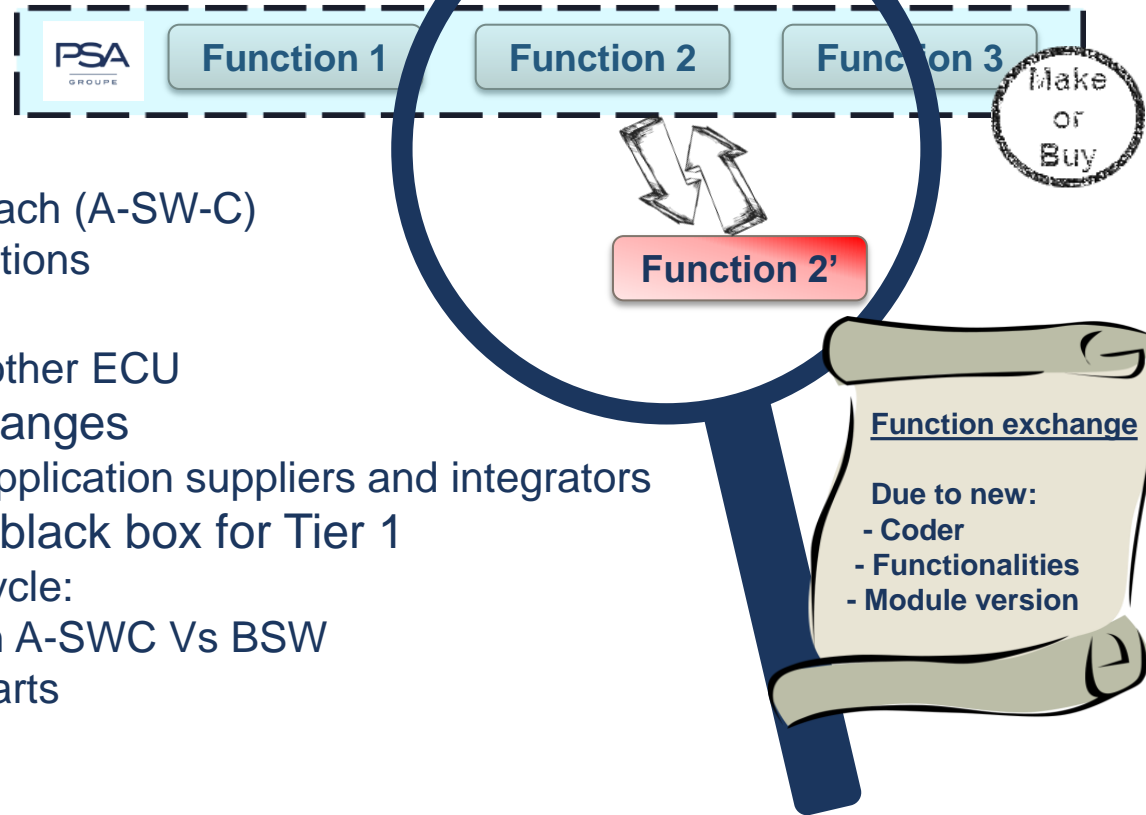 PSA
GROUPE
Function 1
Function 2
Function 3
Make
or
Buy
ach (A-SW-C)
tions
Function 2’
other ECU
anges
pplication suppliers and integrators
black box for Tier 1
ycle:
n A-SWC Vs BSW
arts
Function exchange
Due to new:
- Coder
- Functionalities
- Module version